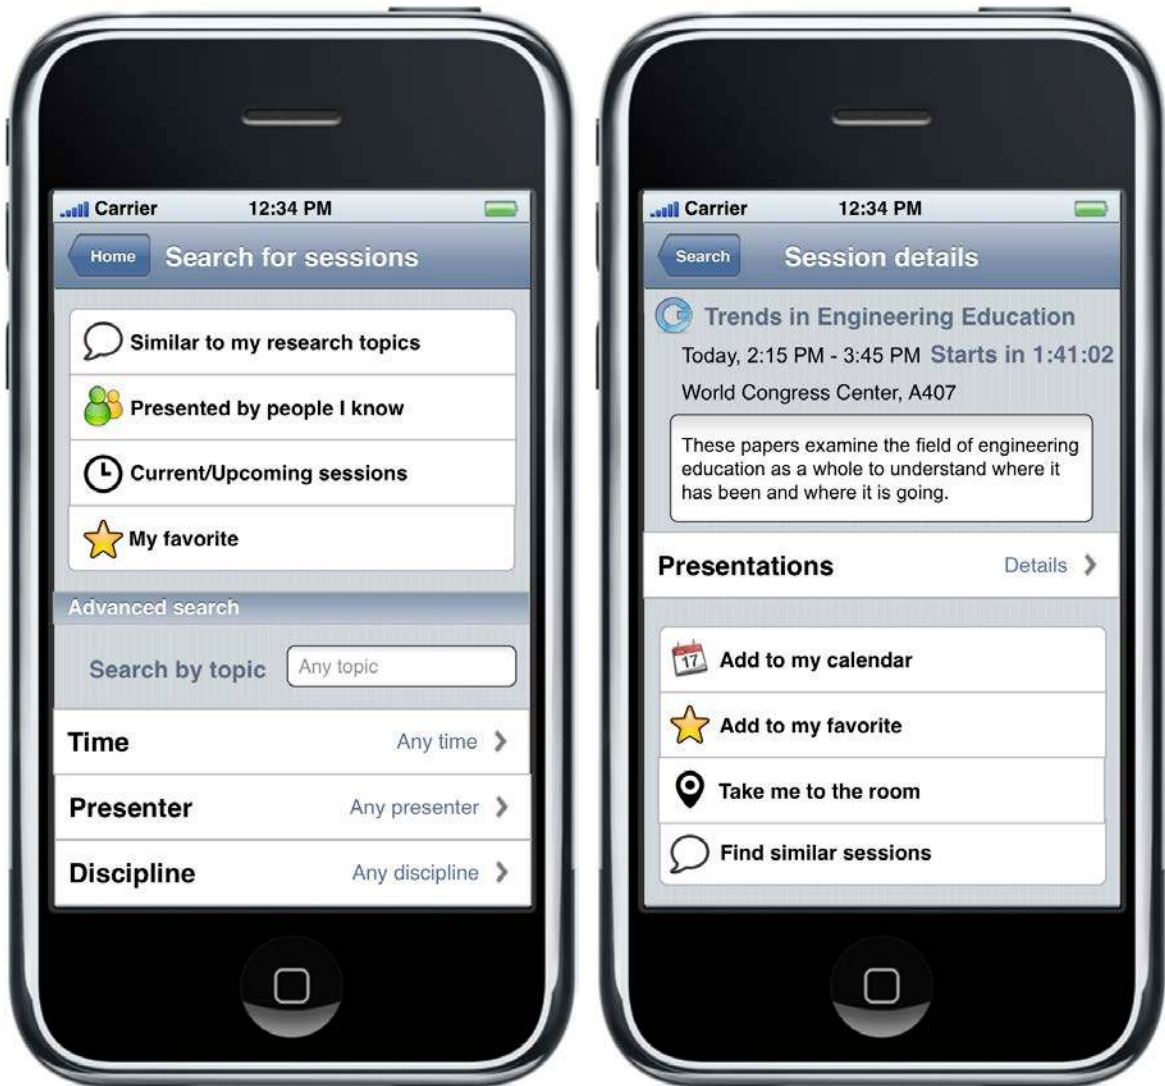 Carrier 12:34 PM
Home Search for sessions
Similar to my research topics
Presented by people I know
Current/Upcoming sessions
My favorite
Advanced search
Search by topic Any topic
Time Any time
Presenter Any presenter
Discipline Any discipline
Carrier 12:34 PM
Search Session details
Trends in Engineering Education
Today, 2:15 PM - 3:45 PM Starts in 1:41:02
World Congress Center, A407
These papers examine the field of engineering
education as a whole to understand where it
has been and where it is going.
Presentations Details
17 Add to my calendar
Add to my favorite
Take me to the room
Find similar sessions